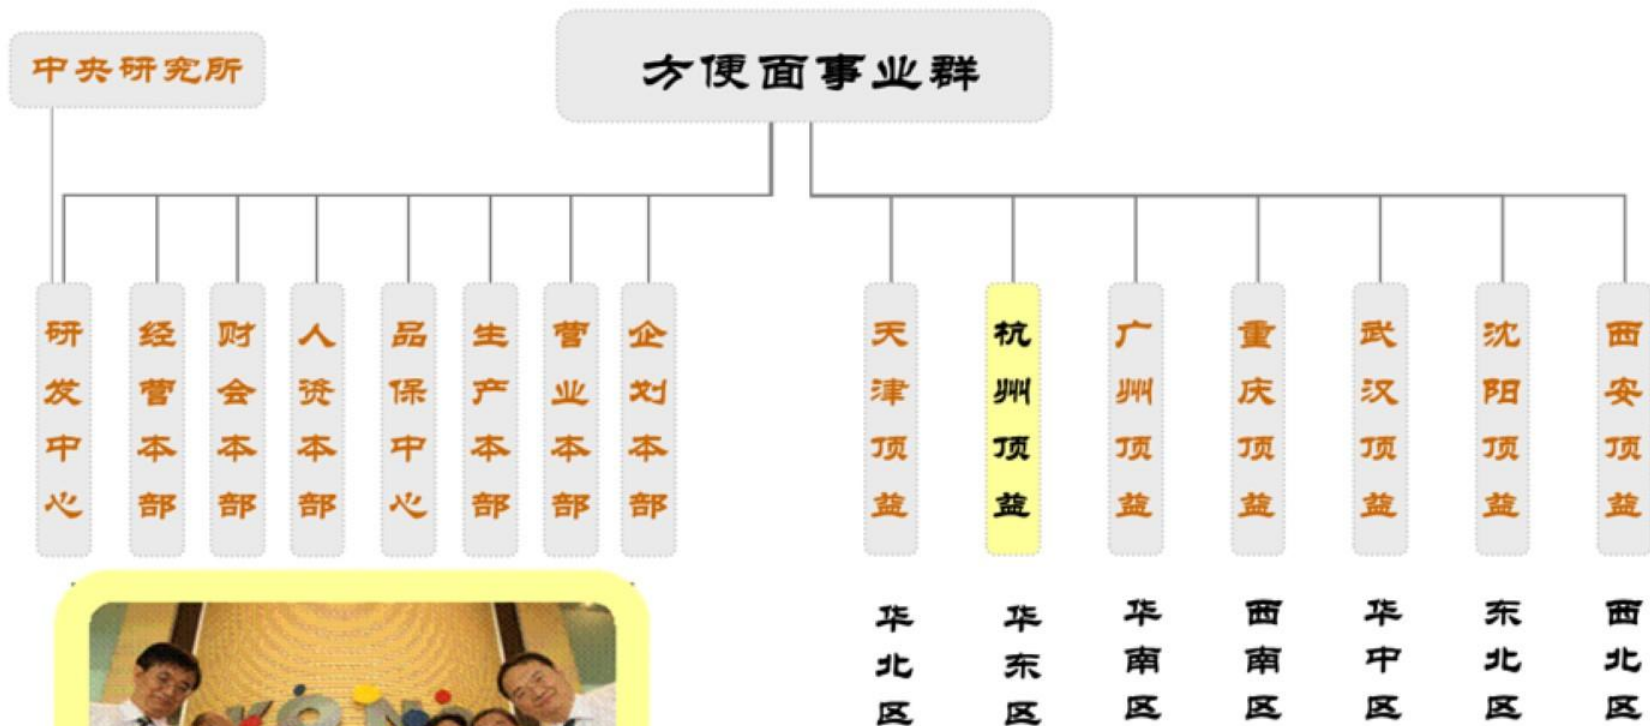 中央研究所
方便面事业群
研发中心
经营本部
财会本部
人资本部
品保中心
生产本部
营业本部
企划本部
天津顶益
杭州顶益
广州顶益
重庆顶益
武汉顶益
沈阳顶益
西安顶益
华北区
华东区
华南区
西南区
华中区
东北区
西北区